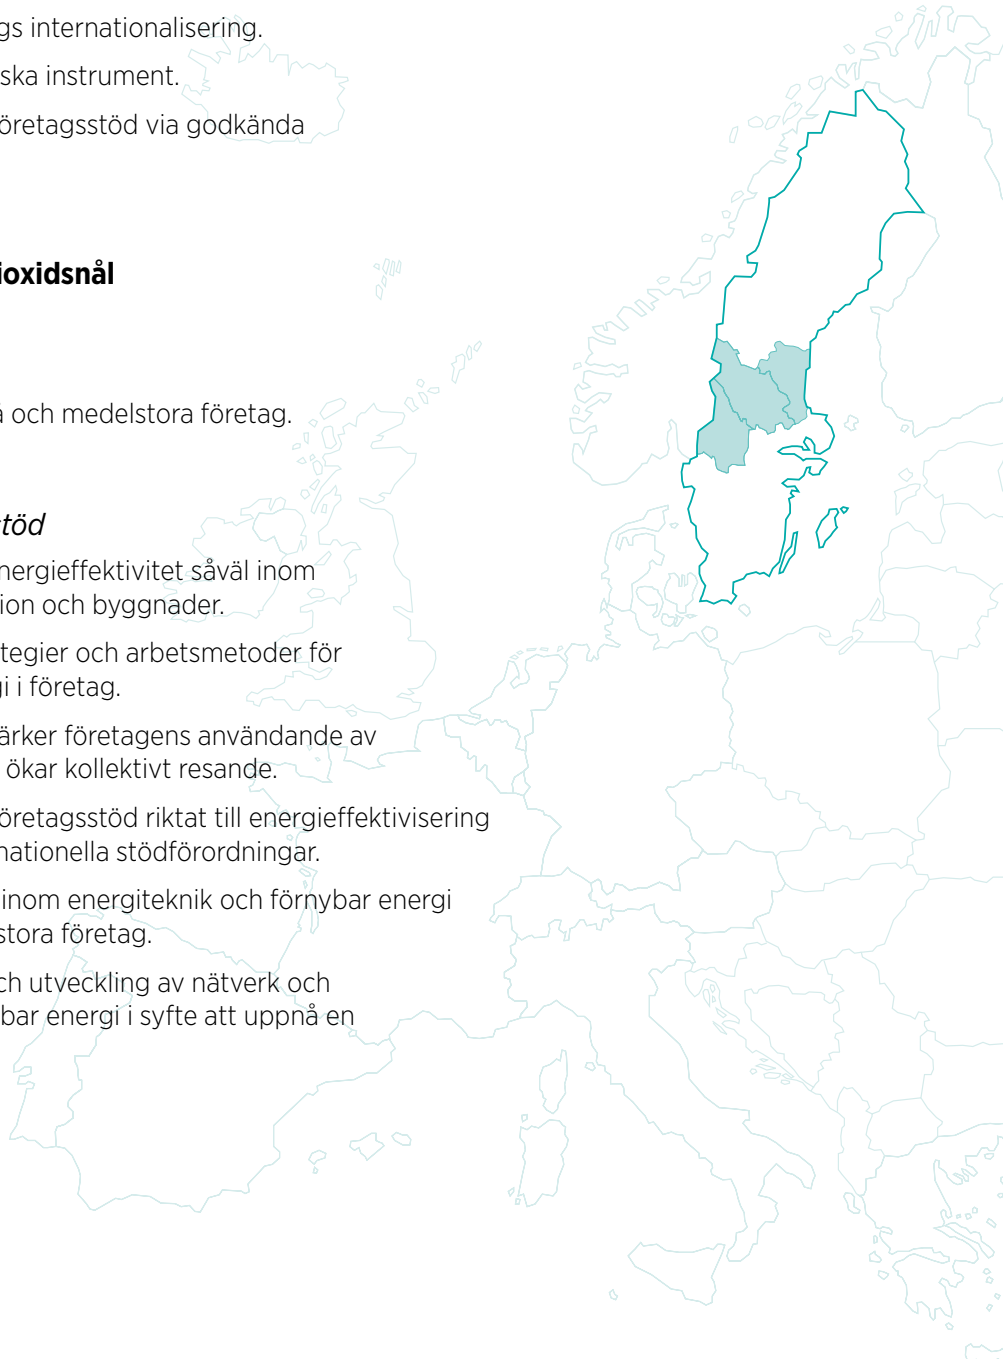 gs internationalisering.
ska instrument.
öretagsstöd via godkända
ioxidsnål
å och medelstora företag.
töd
nergieffektivitet såväl inom
ion och byggnader.
tegier och arbetsmetoder för
gi i företag.
ärker företagens användande av
ökar kollektivt resande.
öretagsstöd riktat till energieffektivisering
nationella stödförordningar.
inom energiteknik och förnybar energi
stora företag.
ch utveckling av nätverk och
bar energi i syfte att uppnå en